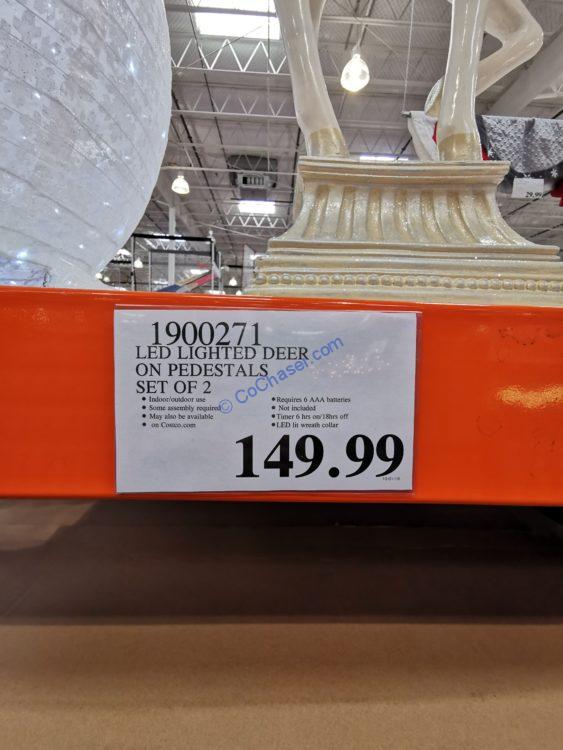 29.99
1900271
LED LIGHTED DEER
ON PEDESTALS
SET OF 2
• Indoor/outdoor use
• Some assembly required
• May also be available
• on Costco.com
• Requires 6 AAA batteries
★ Not included
• Timer 6 hrs on/18hrs off
• LED lit wreath collar
© CoChaser.com
149.99